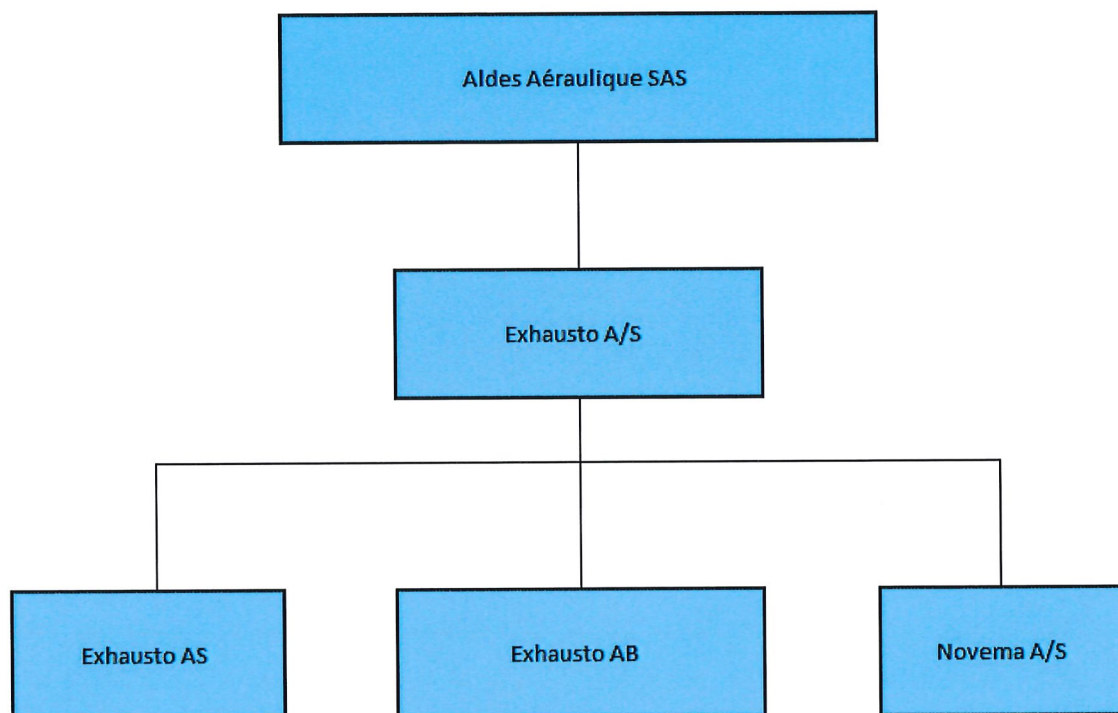 Aldes Aéraulique SAS
Exhausto A/S
Exhausto AS
Exhausto AB
Novema A/S